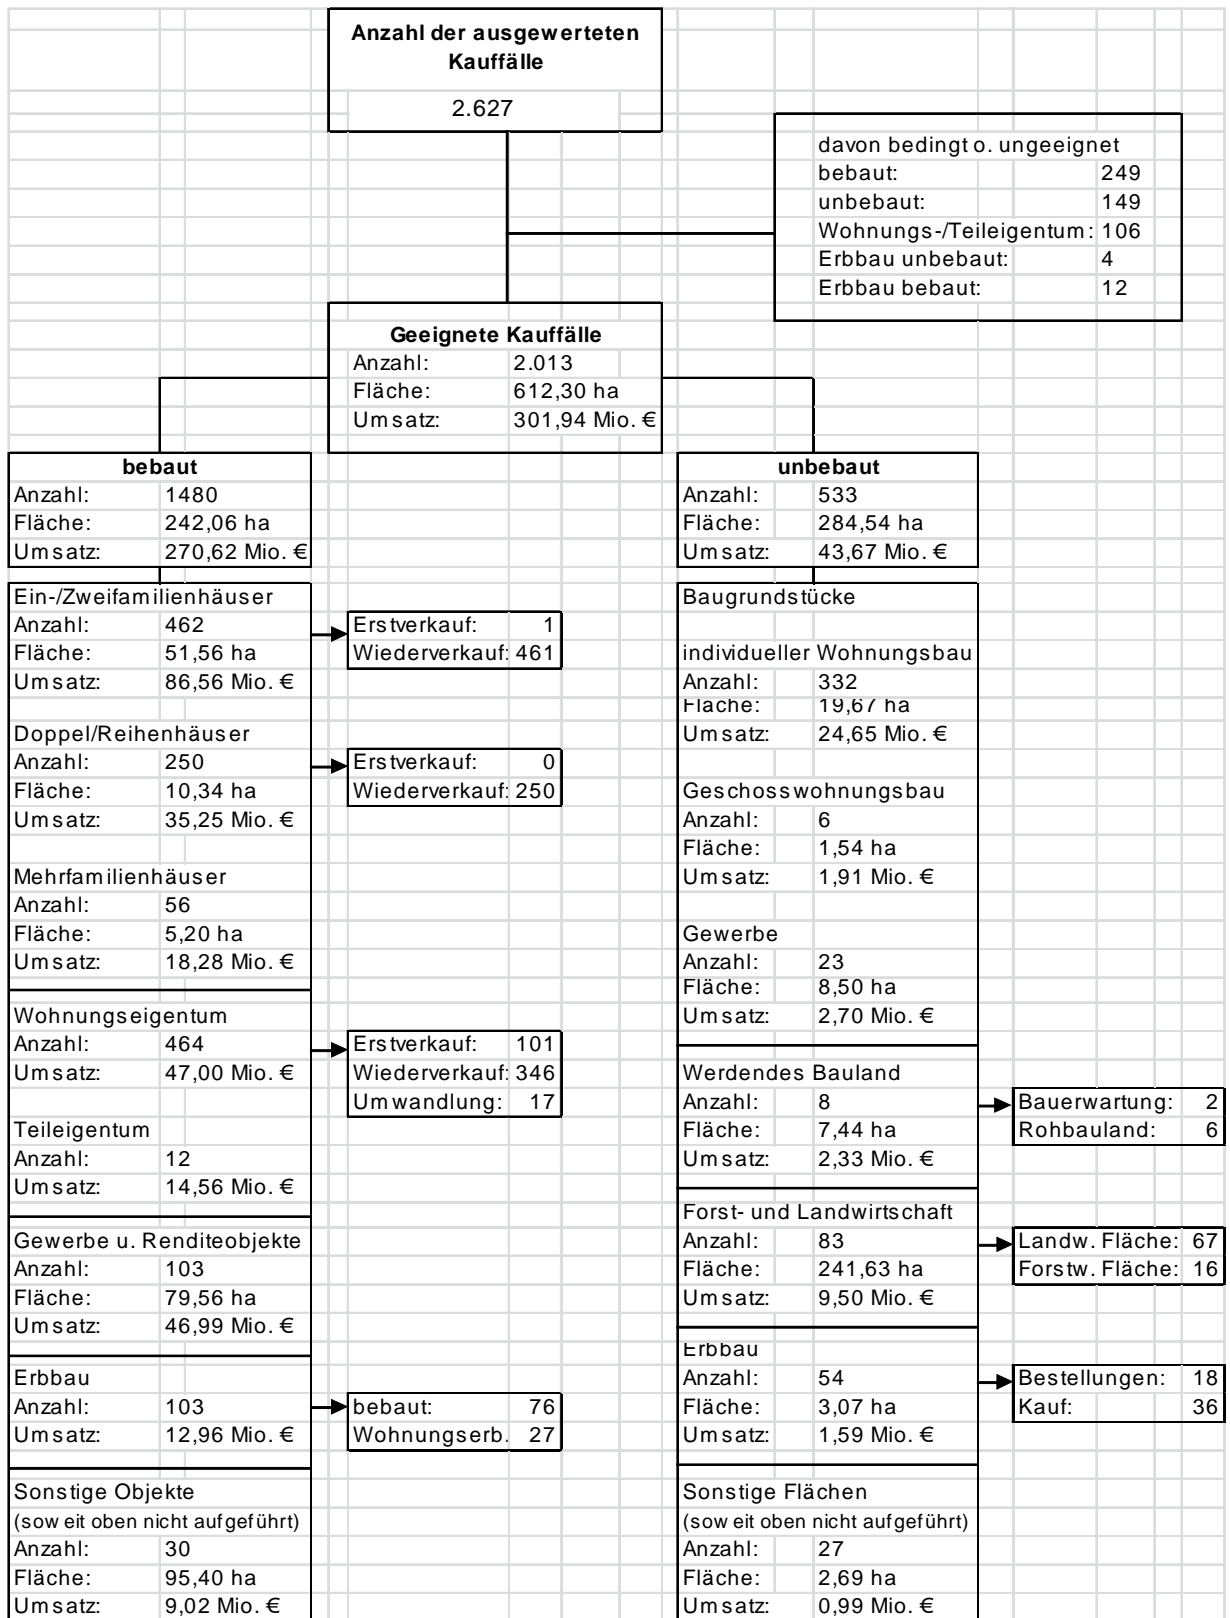 Anzahl der ausgewerteten
Kauffälle
2.627
davon bedingt o. ungeeignet
bebaut: 249
unbebaut: 149
Wohnungs-/Teileigentum: 106
Erbbau unbebaut: 4
Erbbau bebaut: 12
Geeignete Kauffälle
Anzahl: 2.013
Fläche: 612,30 ha
Umsatz: 301,94 Mio. €
bebaut
Anzahl: 1480
Fläche: 242,06 ha
Umsatz: 270,62 Mio. €
Ein-/Zweifamilienhäuser
Anzahl: 462
Fläche: 51,56 ha
Umsatz: 86,56 Mio. €
Erstverkauf: 1
Wiederverkauf: 461
Doppel/Reihenhäuser
Anzahl: 250
Fläche: 10,34 ha
Umsatz: 35,25 Mio. €
Erstverkauf: 0
Wiederverkauf: 250
Mehrfamilienhäuser
Anzahl: 56
Fläche: 5,20 ha
Umsatz: 18,28 Mio. €
Wohnungseigentum
Anzahl: 464
Umsatz: 47,00 Mio. €
Erstverkauf: 101
Wiederverkauf: 346
Umwandlung: 17
Teileigentum
Anzahl: 12
Umsatz: 14,56 Mio. €
Gewerbe u. Renditeobjekte
Anzahl: 103
Fläche: 79,56 ha
Umsatz: 46,99 Mio. €
Erbbau
Anzahl: 103
Umsatz: 12,96 Mio. €
bebaut: 76
Wohnungserb. 27
Sonstige Objekte
(soweit oben nicht aufgeführt)
Anzahl: 30
Fläche: 95,40 ha
Umsatz: 9,02 Mio. €
unbebaut
Anzahl: 533
Fläche: 284,54 ha
Umsatz: 43,67 Mio. €
Baugrundstücke
individueller Wohnungsbau
Anzahl: 332
Fläche: 19,67 ha
Umsatz: 24,65 Mio. €
Geschosswohnungsbau
Anzahl: 6
Fläche: 1,54 ha
Umsatz: 1,91 Mio. €
Gewerbe
Anzahl: 23
Fläche: 8,50 ha
Umsatz: 2,70 Mio. €
Werdendes Bauland
Anzahl: 8
Fläche: 7,44 ha
Umsatz: 2,33 Mio. €
Bauerwartung: 2
Rohbauland: 6
Forst- und Landwirtschaft
Anzahl: 83
Fläche: 241,63 ha
Umsatz: 9,50 Mio. €
Landw. Fläche: 67
Forstw. Fläche: 16
Erbbau
Anzahl: 54
Fläche: 3,07 ha
Umsatz: 1,59 Mio. €
Bestellungen: 18
Kauf: 36
Sonstige Flächen
(soweit oben nicht aufgeführt)
Anzahl: 27
Fläche: 2,69 ha
Umsatz: 0,99 Mio. €